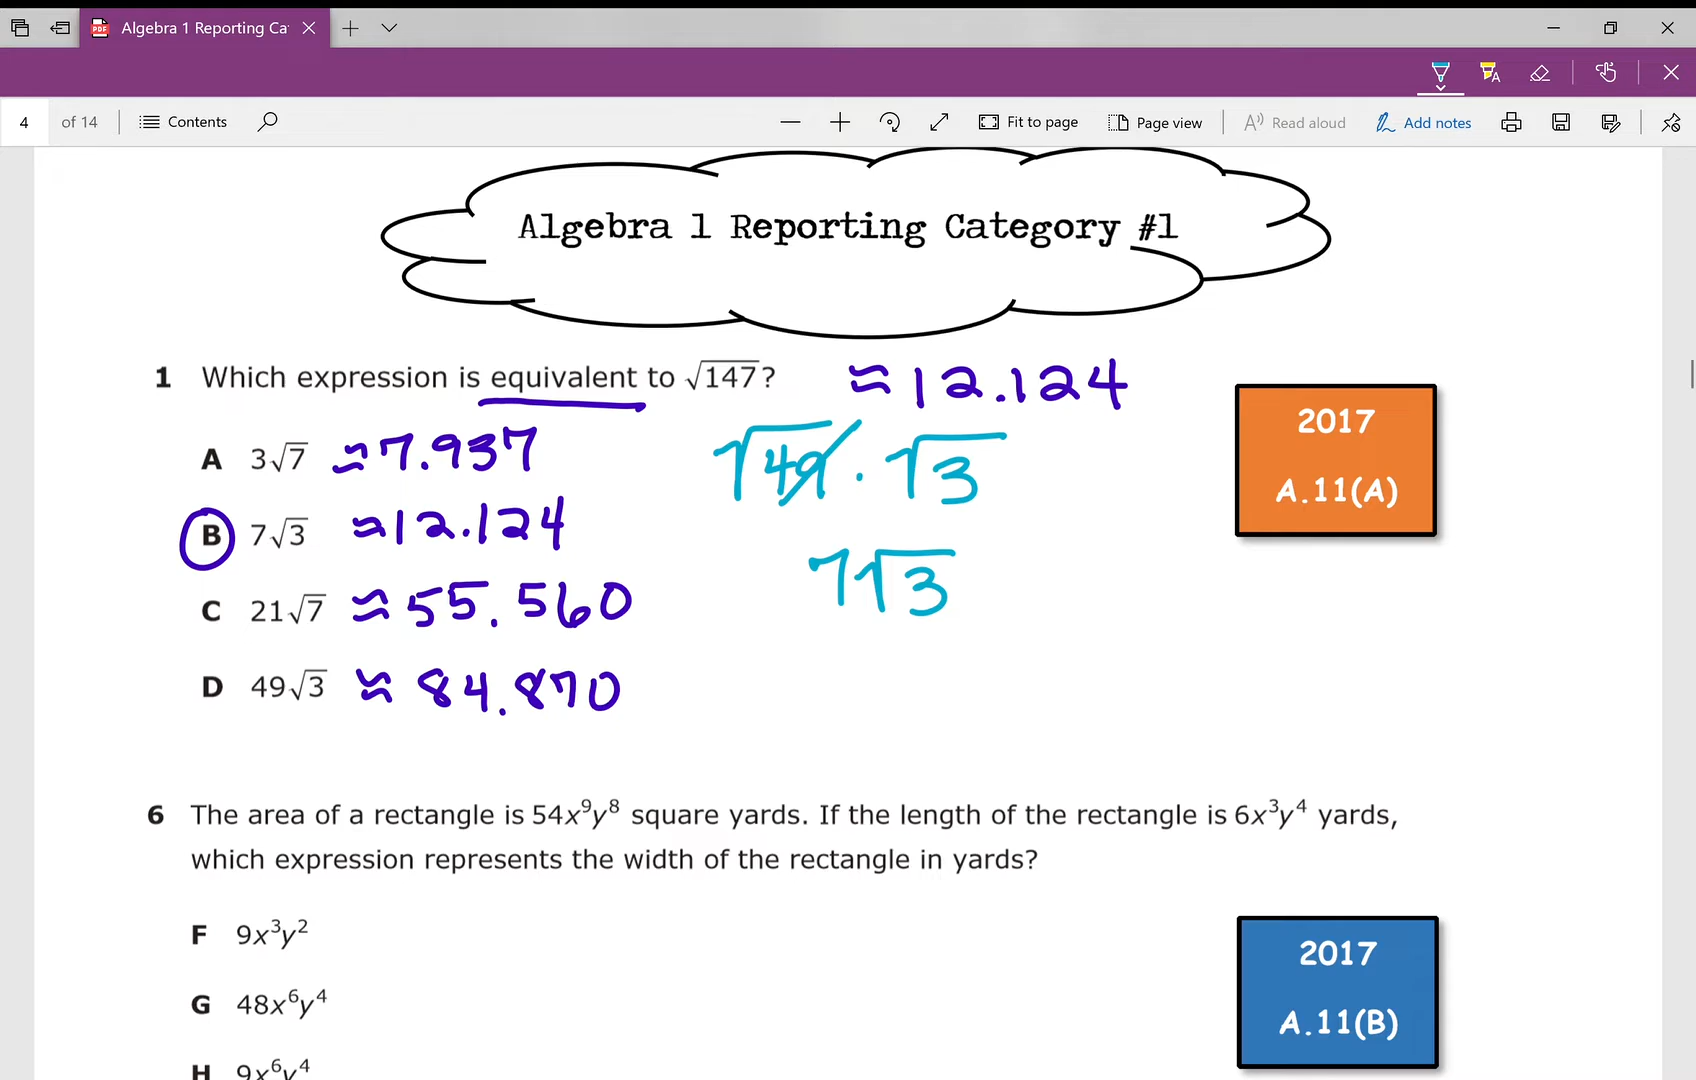 Algebra 1 Reporting Ca
4 of 14 Contents Fit to page Page view Read aloud Add notes
Algebra 1 Reporting Category #1
1 Which expression is equivalent to √147? ≈ 12.124
√49 · √3
7√3
A 3√7 ≈ 7.937
B 7√3 ≈ 12.124
C 21√7 ≈ 55.560
D 49√3 ≈ 84.870
2017
A.11(A)
6 The area of a rectangle is 54x⁹y⁸ square yards. If the length of the rectangle is 6x³y⁴ yards,
which expression represents the width of the rectangle in yards?
F 9x³y²
G 48x⁶y⁴
H 9x⁶y⁴
2017
A.11(B)